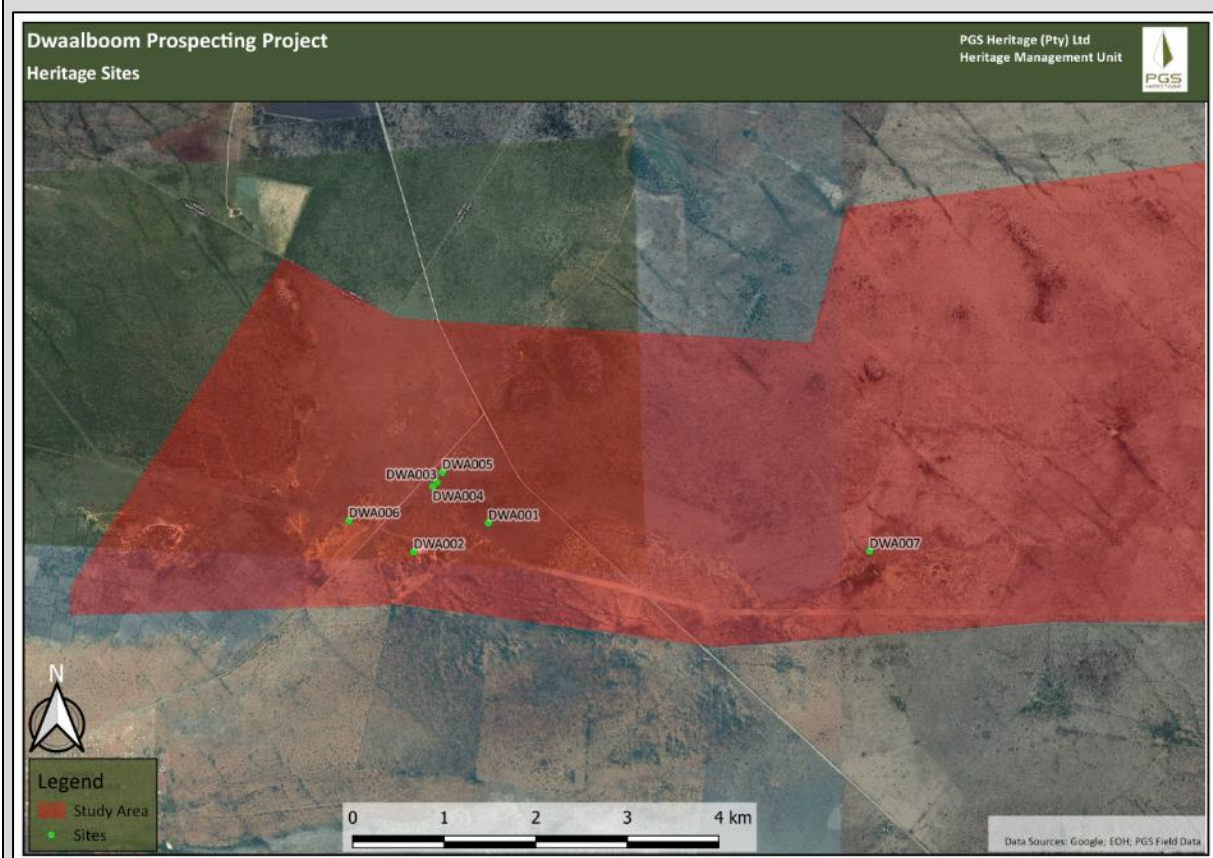 Dwaalboom Prospecting Project
Heritage Sites
PGS Heritage (Pty) Ltd
Heritage Management Unit
PGS
HERITAGE
DWA005
DWA003
DWA004
DWA006
DWA001
DWA002
DWA007
N
Legend
Study Area
Sites
0 1 2 3 4 km
Data Sources: Google; EOH; PGS Field Data